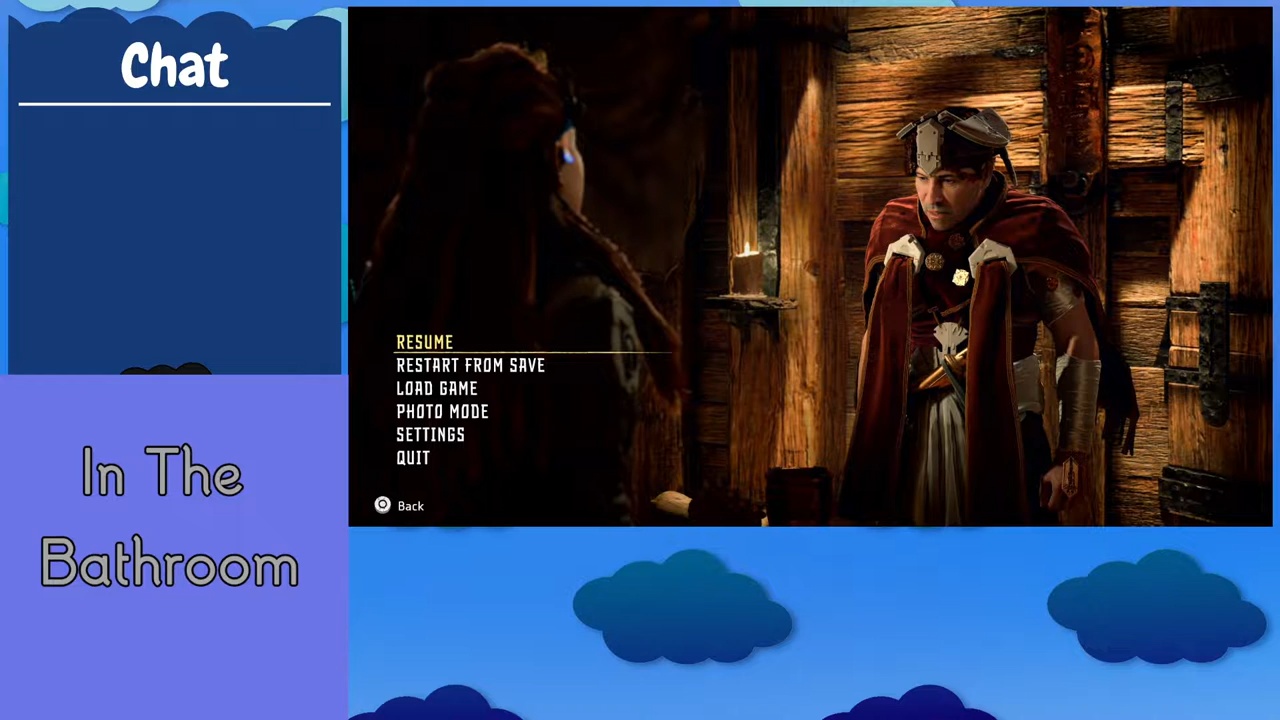 Chat
In The
Bathroom
RESUME
RESTART FROM SAVE
LOAD GAME
PHOTO MODE
SETTINGS
QUIT
Back